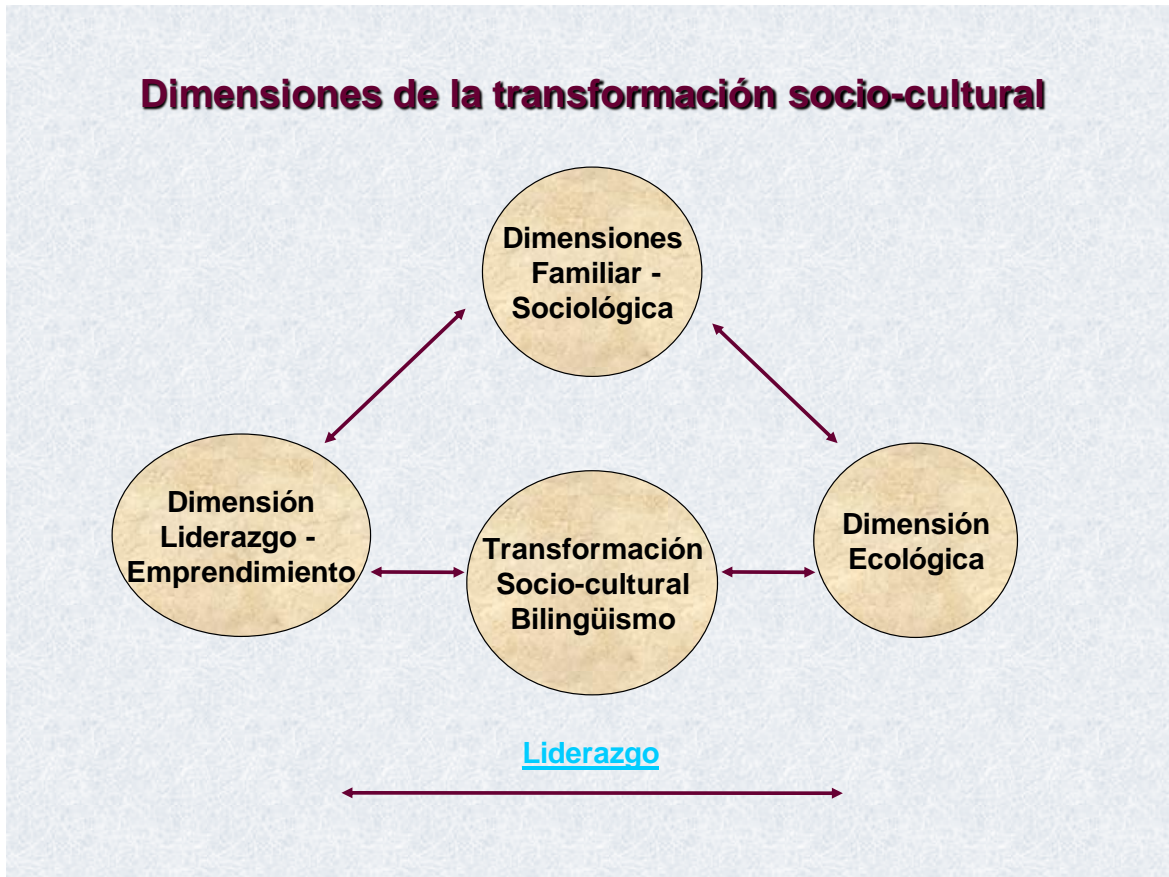 Dimensiones de la transformación socio-cultural
Dimensiones
Familiar -
Sociológica
Dimensión
Liderazgo -
Emprendimiento
Transformación
Socio-cultural
Bilingüismo
Dimensión
Ecológica
Liderazgo